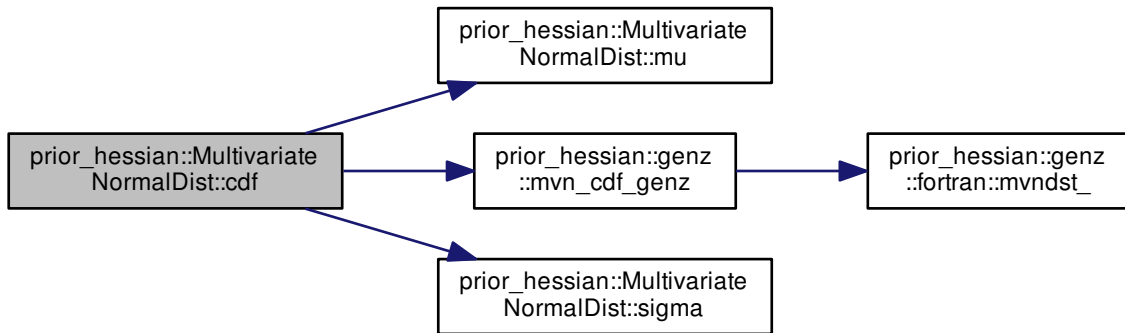 prior_hessian::Multivariate
NormalDist::mu
prior_hessian::Multivariate
NormalDist::cdf
prior_hessian::genz
::mvn_cdf_genz
prior_hessian::genz
::fortran::mvndst_
prior_hessian::Multivariate
NormalDist::sigma